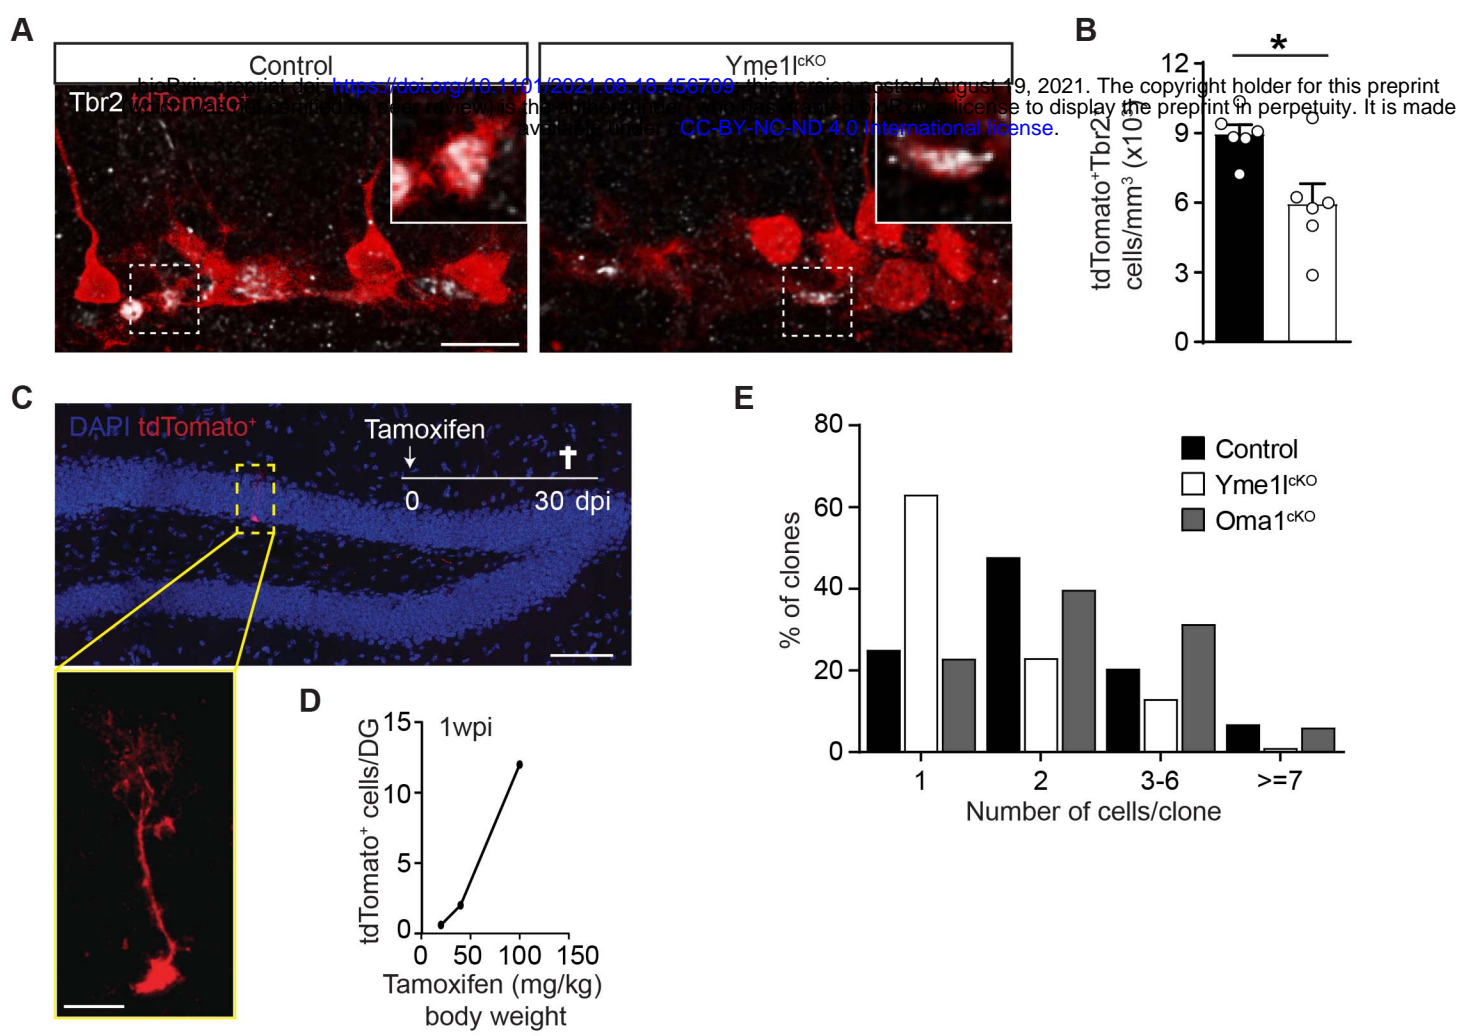 A
B
Control
Yme1l^cKO
https://doi.org/10.1101/2021.08.18.456709
this version posted August 19, 2021. The copyright holder for this preprint
license to display the preprint in perpetuity. It is made
under
CC-BY-NC-ND 4.0 International license.
Tbr2 tdTomato+
*
12
9
6
3
0
tdTomato+Tbr2+
cells/mm3 (x103)
C
DAPI tdTomato+
Tamoxifen
0
30 dpi
D
1wpi
15
10
5
0
tdTomato+ cells/DG
0 50 100 150
Tamoxifen (mg/kg)
body weight
E
80
60
40
20
0
% of clones
Control
Yme1l^cKO
Oma1^cKO
1 2 3-6 >=7
Number of cells/clone